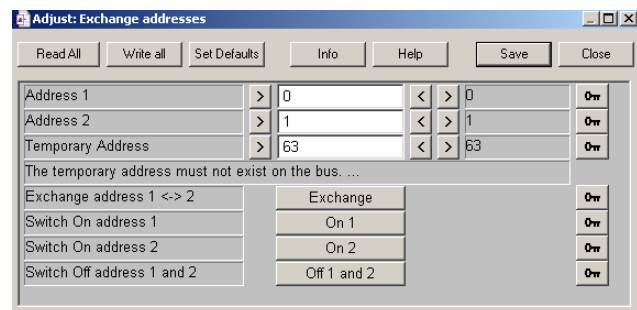 Adjust: Exchange addresses
Read All Write all Set Defaults Info Help Save Close
Address 1 > 0 < > 0
Address 2 > 1 < > 1
Temporary Address > 63 < > 63
The temporary address must not exist on the bus. ...
Exchange address 1 <-> 2 Exchange
Switch On address 1 On 1
Switch On address 2 On 2
Switch Off address 1 and 2 Off 1 and 2